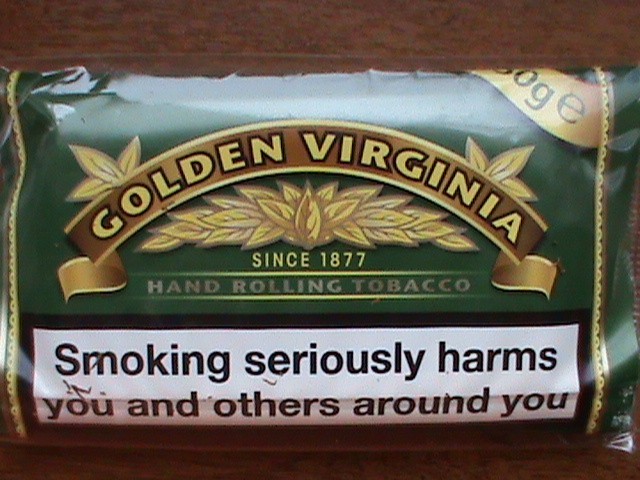 GOLDEN VIRGINIA
SINCE 1877
HAND ROLLING TOBACCO
Smoking seriously harms
you and others around you